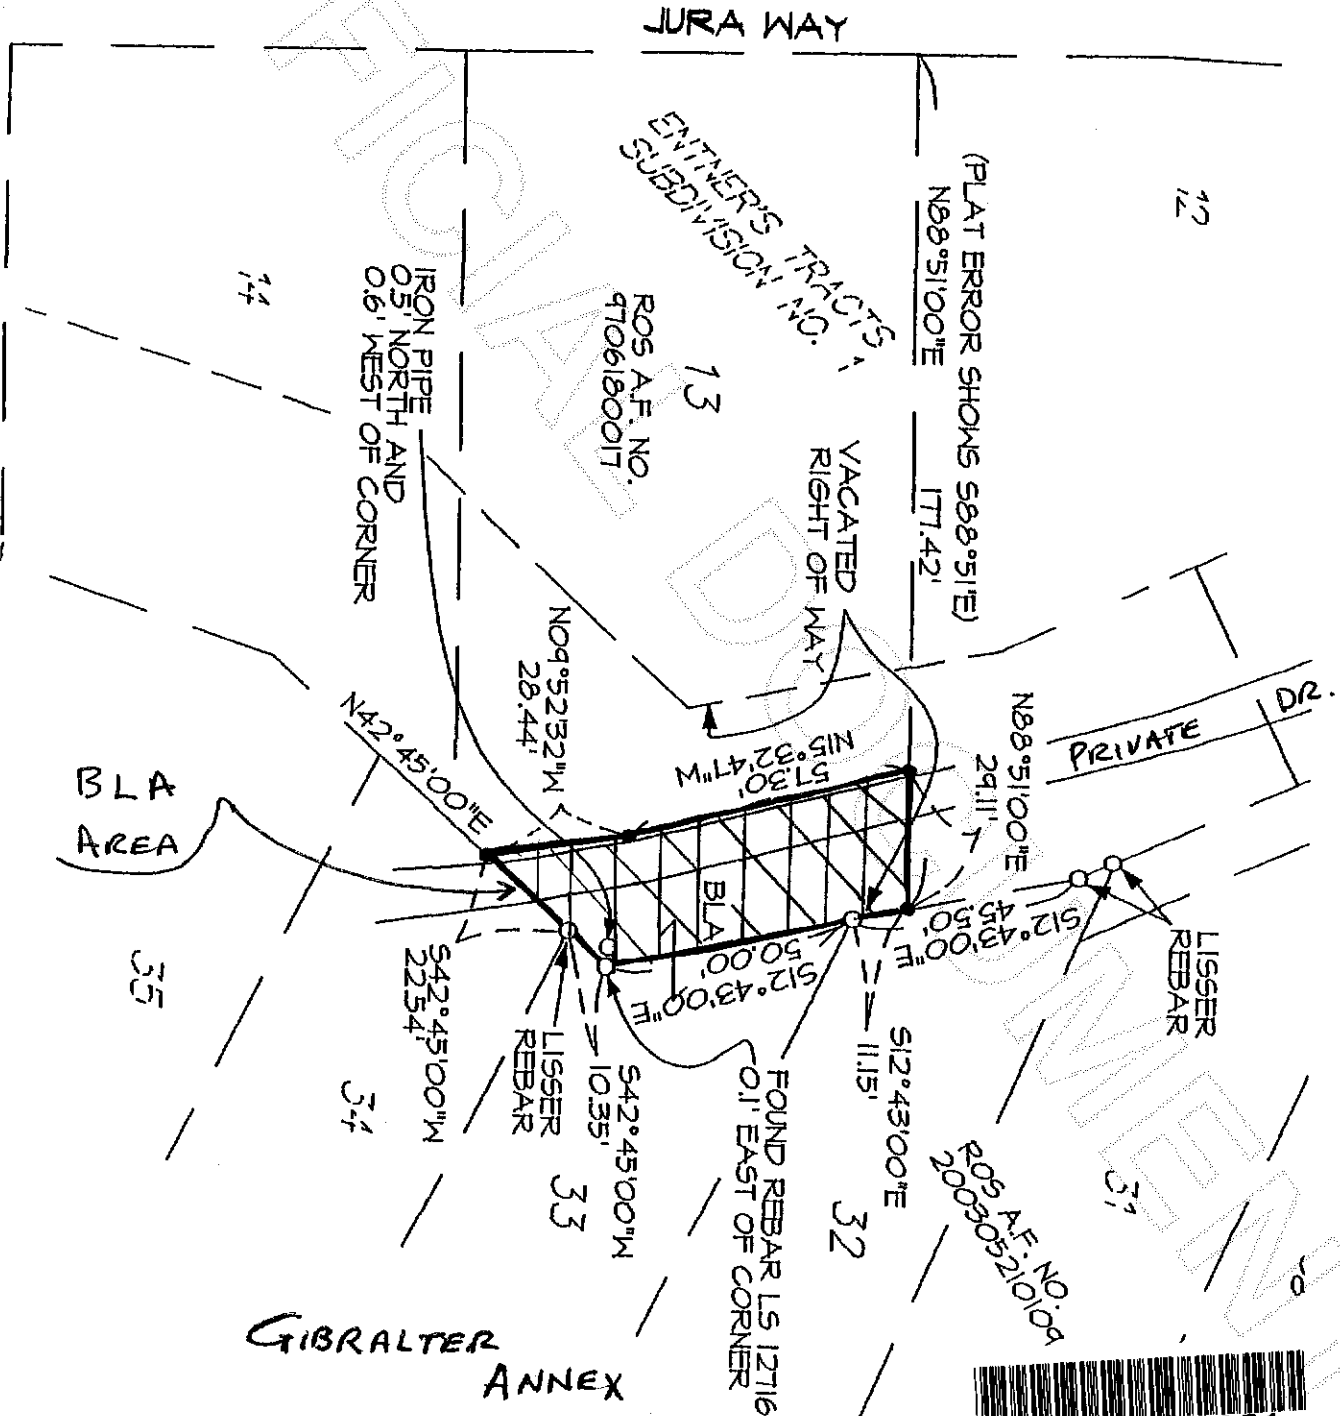 JURA WAY
12
(PLAT ERROR SHOWS S88°51'E)
N88°51'00"E 177.42'
ENTNER'S TRACTS
SUBDIVISION NO. 1
13
ROS A.F. NO.
9706180017
14
IRON PIPE
0.5' NORTH AND
0.6' WEST OF CORNER
VACATED
RIGHT OF WAY
N09°52'32"W
28.44'
N15°32'47"W
57.30'
N88°51'00"E
29.11'
PRIVATE DR.
N42°45'00"E
BLA
AREA
BLA
S12°43'00"E
50.00'
S12°43'00"E
45.50'
LISSER
REBAR
S12°43'00"E
11.15'
S42°45'00"W
22.54'
LISSER
REBAR
S42°45'00"W
10.35'
FOUND REBAR LS 12716
0.1' EAST OF CORNER
35
34
33
32
31
ROS A.F. NO.
200305210109
GIBRALTER
ANNEX
FICIAL DOCUMEN